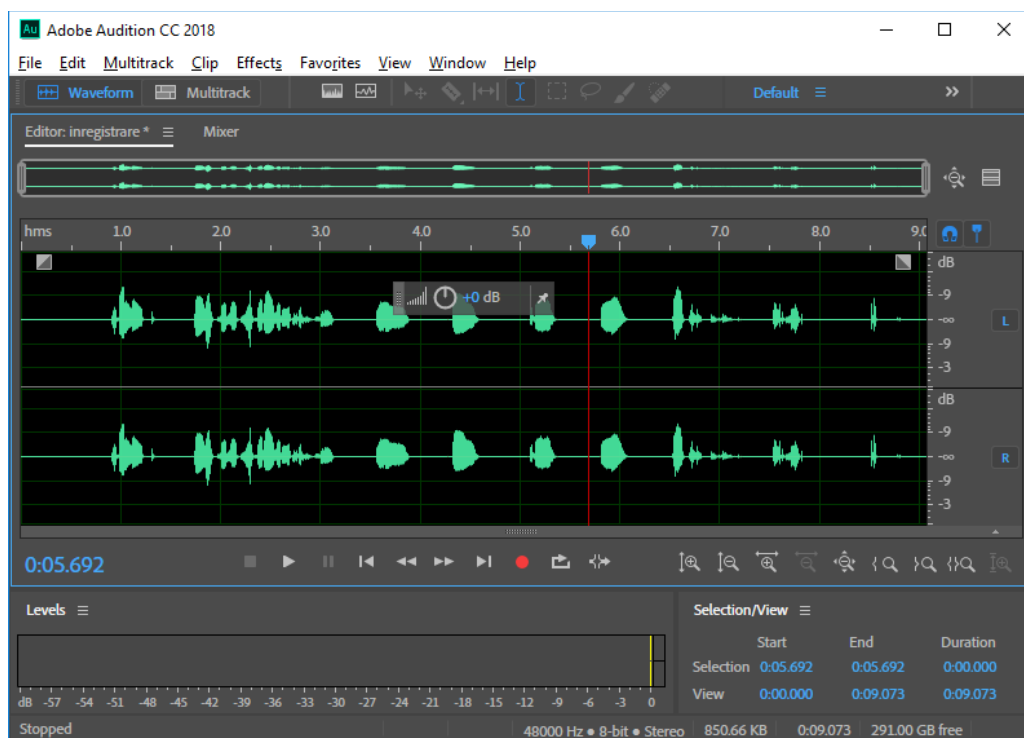 Au Adobe Audition CC 2018
File Edit Multitrack Clip Effects Favorites View Window Help
Waveform Multitrack Default
Editor: inregistrare * Mixer
hms 1.0 2.0 3.0 4.0 5.0 6.0 7.0 8.0 9.0
dB
+0 dB
-9
-∞ L
-9
-3
dB
-9
-∞ R
-9
-3
0:05.692
Levels
Selection/View
Start End Duration
Selection 0:05.692 0:05.692 0:00.000
View 0:00.000 0:09.073 0:09.073
dB -57 -54 -51 -48 -45 -42 -39 -36 -33 -30 -27 -24 -21 -18 -15 -12 -9 -6 -3 0
Stopped 48000 Hz ● 8-bit ● Stereo 850.66 KB 0:09.073 291.00 GB free